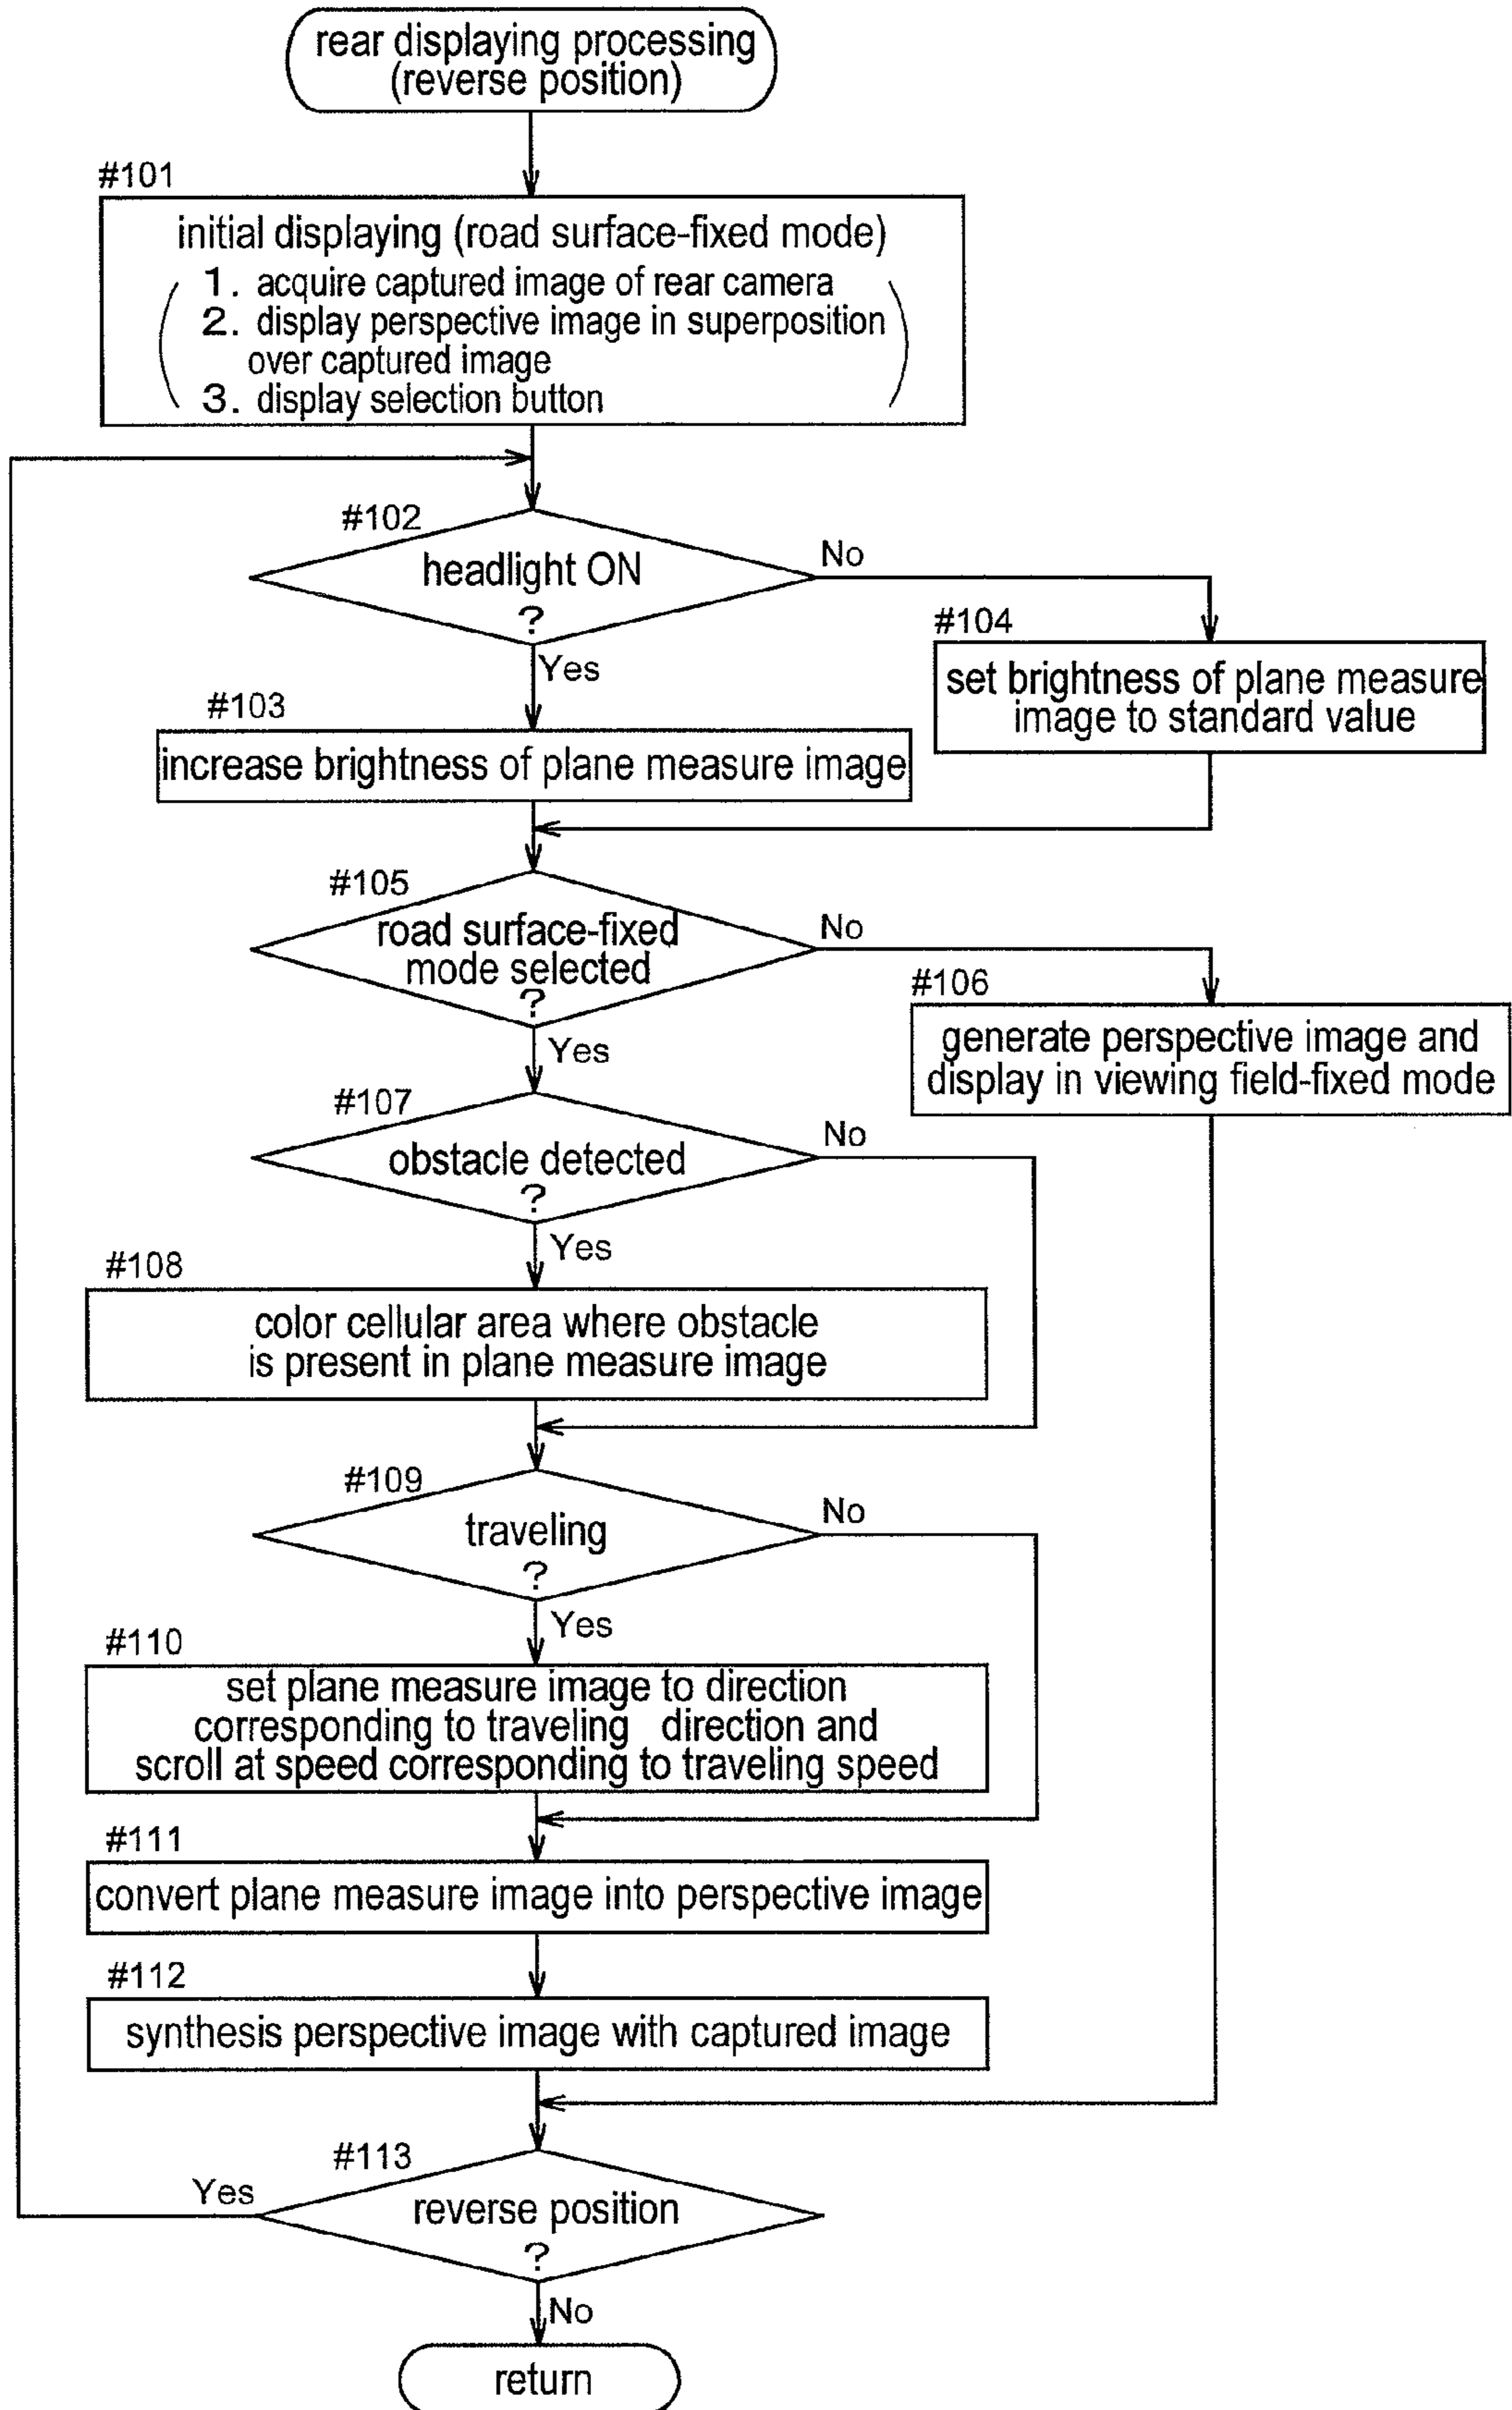 rear displaying processing
(reverse position)
#101
initial displaying (road surface-fixed mode)
1. acquire captured image of rear camera
2. display perspective image in superposition
over captured image
3. display selection button
#102
headlight ON
?
No
Yes
#104
set brightness of plane measure
image to standard value
#103
increase brightness of plane measure image
#105
road surface-fixed
mode selected
?
No
Yes
#106
generate perspective image and
display in viewing field-fixed mode
#107
obstacle detected
?
No
Yes
#108
color cellular area where obstacle
is present in plane measure image
#109
traveling
?
No
Yes
#110
set plane measure image to direction
corresponding to traveling direction and
scroll at speed corresponding to traveling speed
#111
convert plane measure image into perspective image
#112
synthesis perspective image with captured image
#113
reverse position
?
Yes
No
return